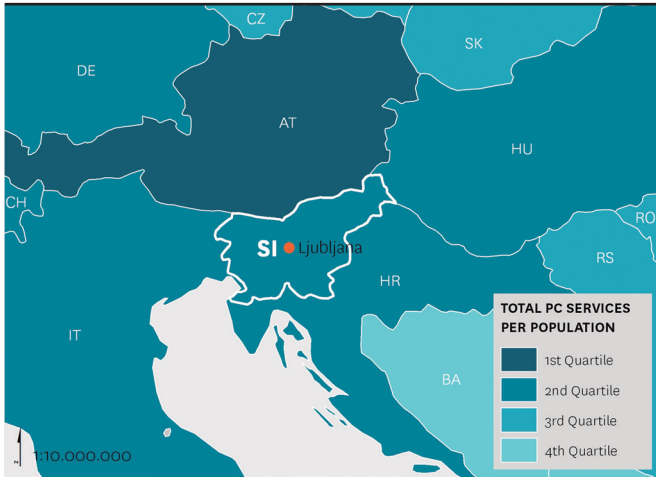 CZ
SK
DE
AT
HU
CH
RO
SI
Ljubljana
RS
HR
IT
BA
TOTAL PC SERVICES
PER POPULATION
1st Quartile
2nd Quartile
3rd Quartile
4th Quartile
1:10.000.000